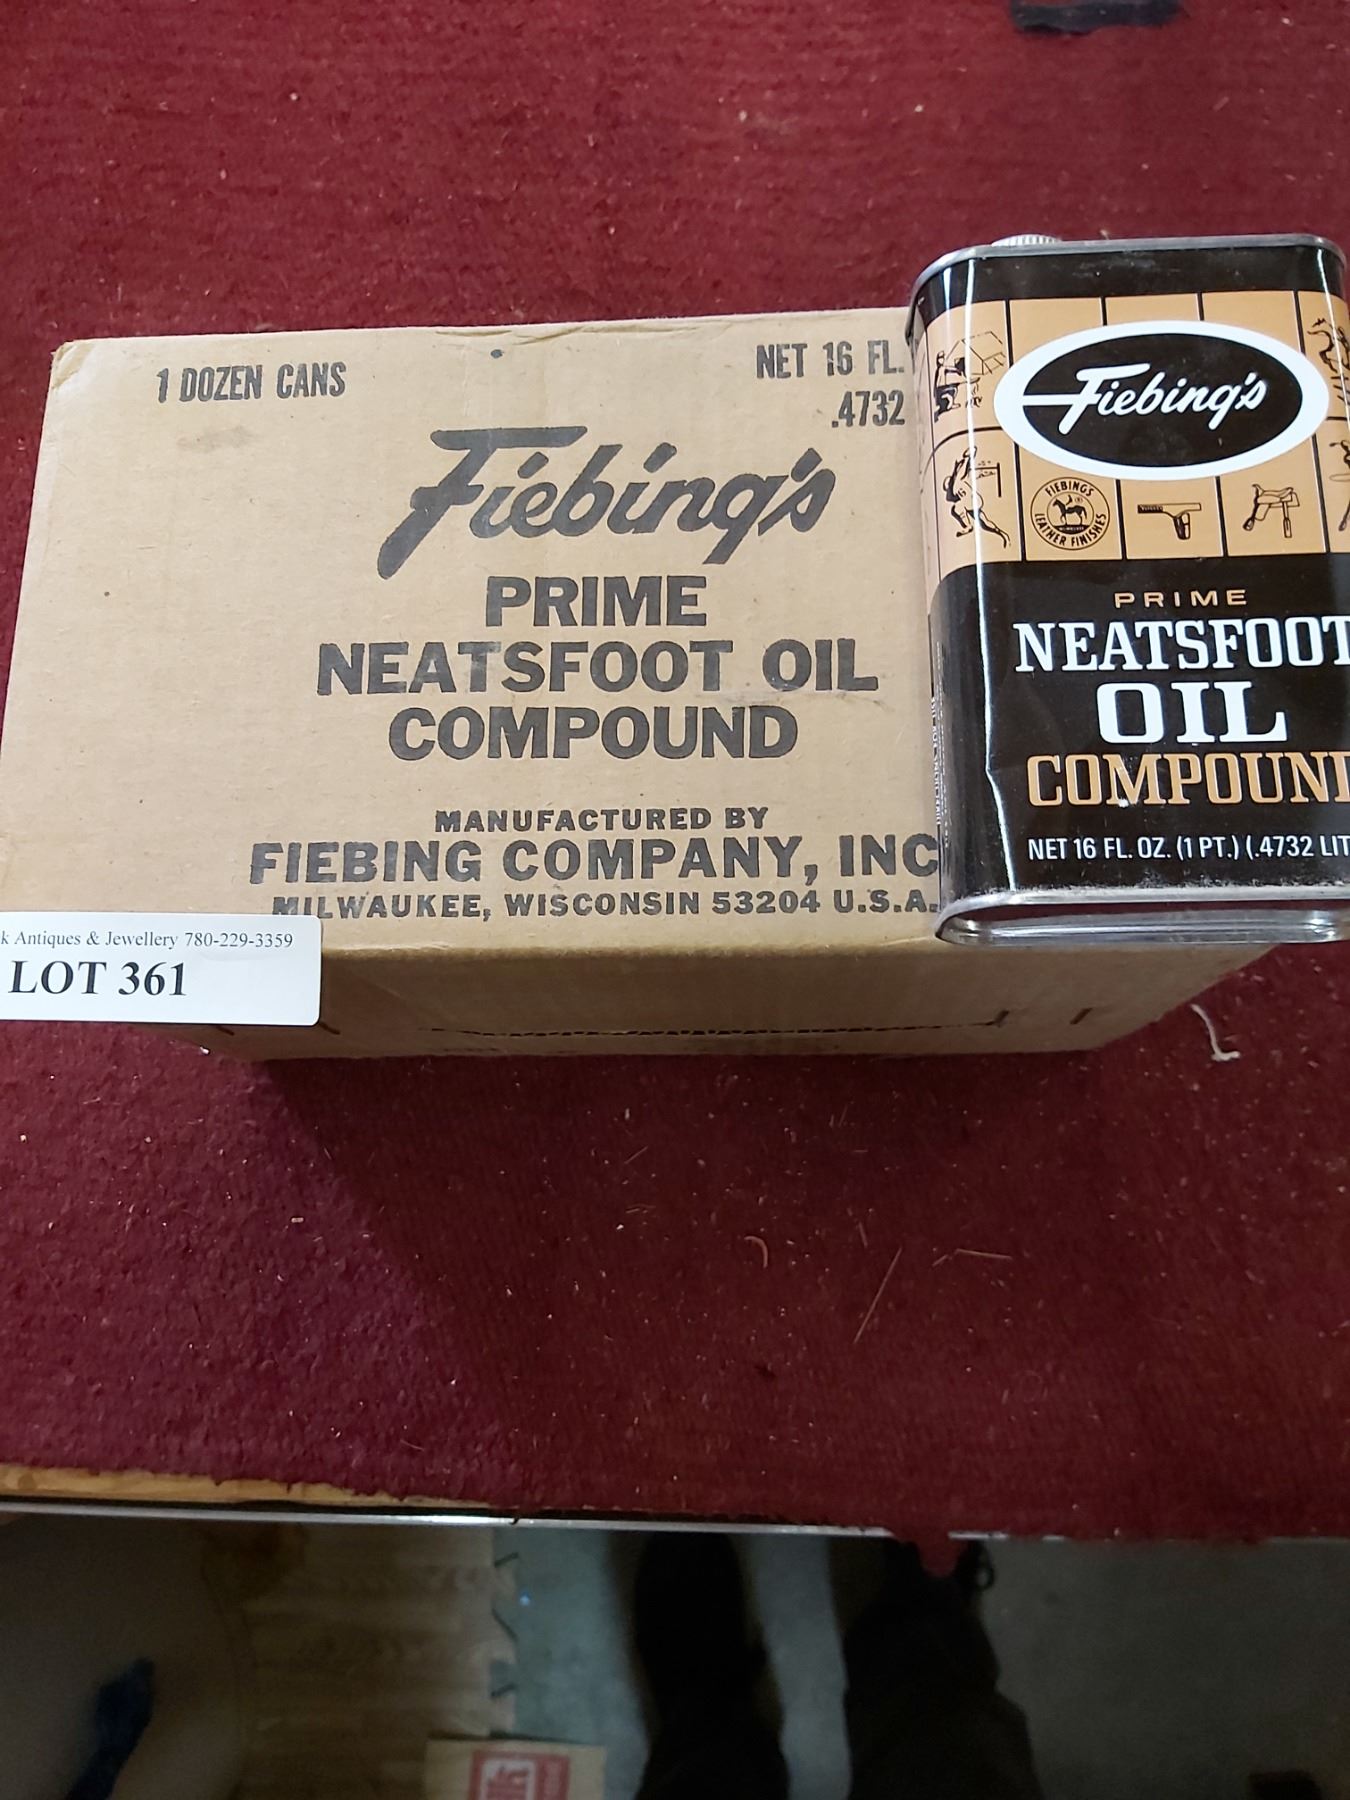 1 DOZEN CANS
NET 16 FL.
.4732
Fiebing's
PRIME
NEATSFOOT OIL
COMPOUND
MANUFACTURED BY
FIEBING COMPANY, INC
MILWAUKEE, WISCONSIN 53204 U.S.A.
k Antiques & Jewellery 780-229-3359
LOT 361
Fiebing's
FIEBING'S
LEATHER FINISHES
PRIME
NEATSFOOT
OIL
COMPOUN
NET 16 FL. OZ. (1 PT.) (.4732 LIT